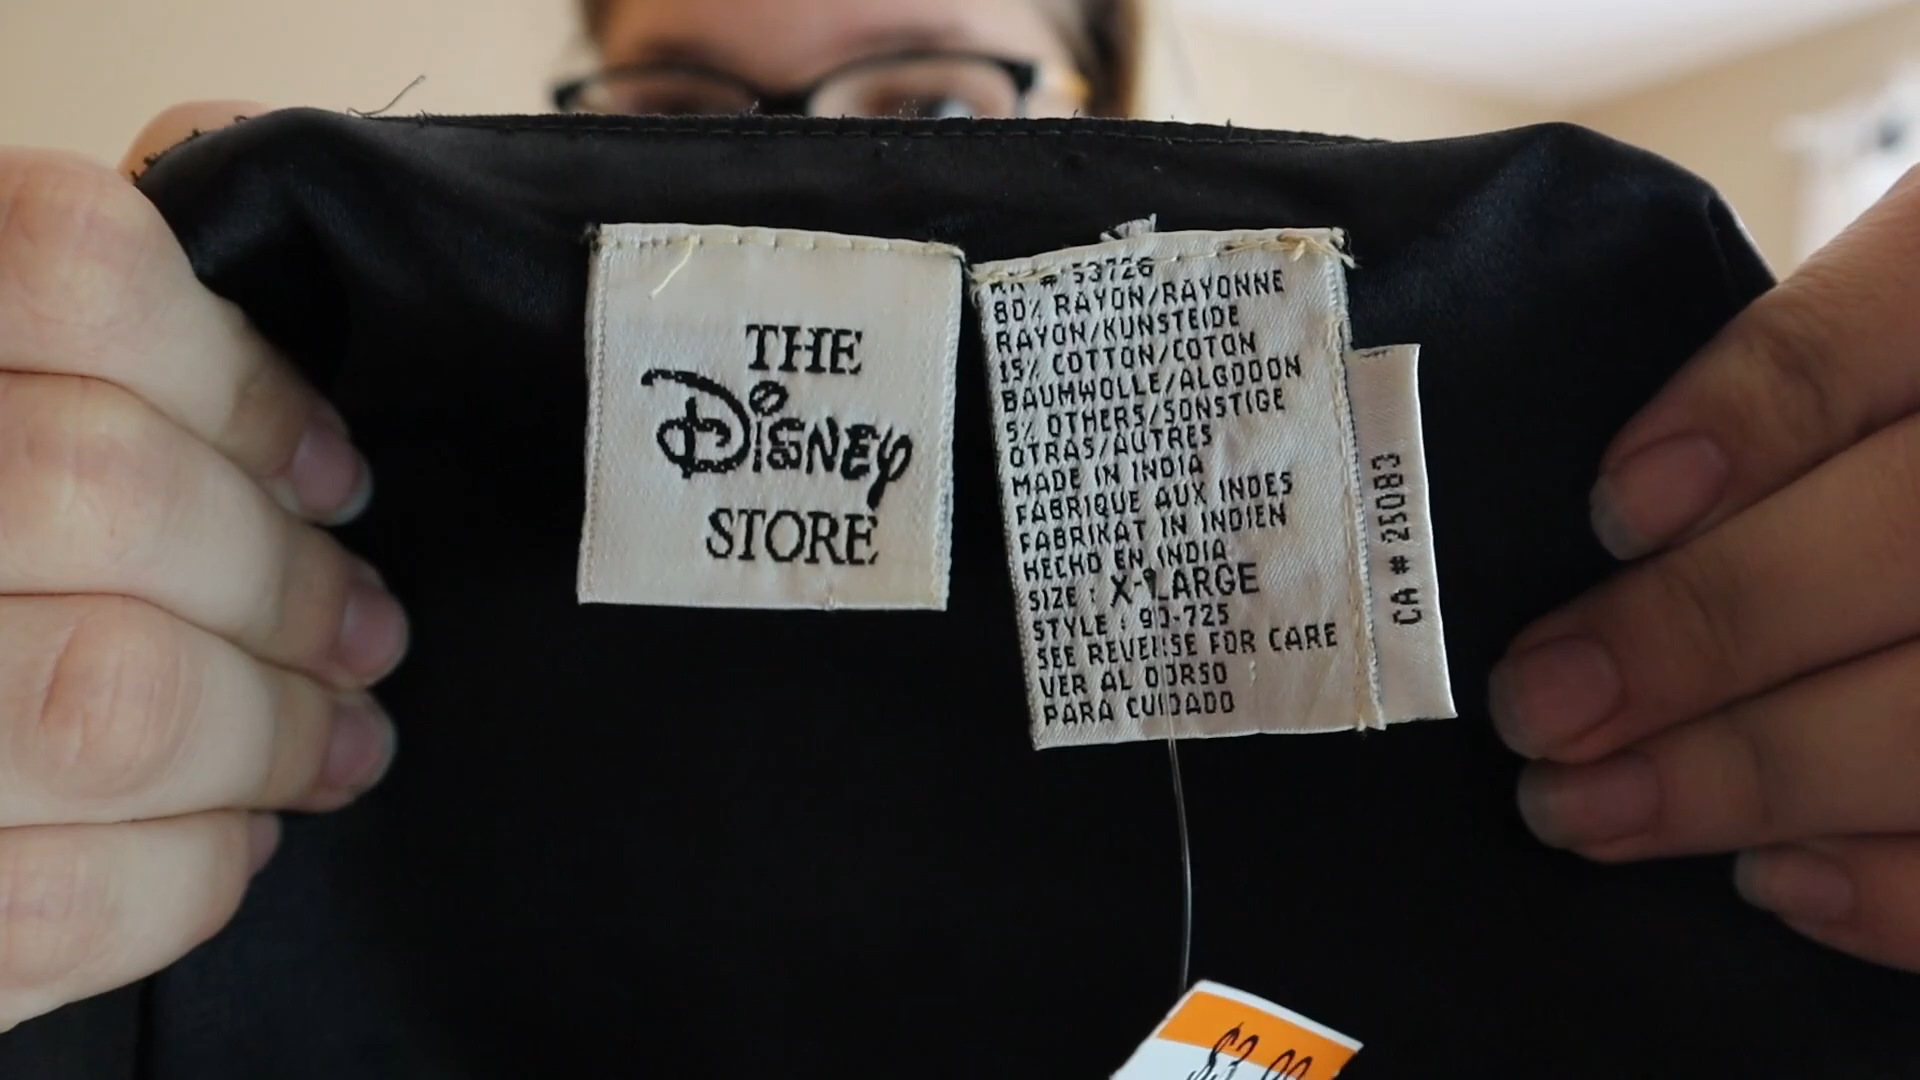 THE
Disney
STORE
RN # 53726
80% RAYON/RAYONNE
RAYON/KUNSTEIDE
15% COTTON/COTON
BAUMWOLLE/ALGODON
5% OTHERS/SONSTIGE
OTRAS/AUTRES
MADE IN INDIA
FABRIQUE AUX INDES
FABRIKAT IN INDIEN
HECHO EN INDIA
SIZE : X-LARGE
STYLE : 90-725
SEE REVERSE FOR CARE
VER AL DORSO
PARA CUIDADO
CA # 25083